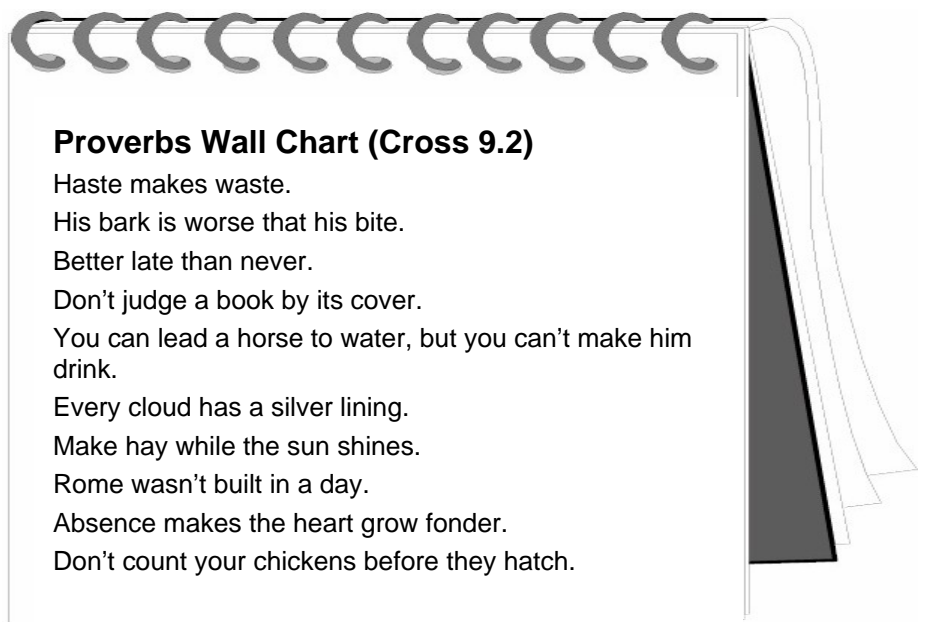 Proverbs Wall Chart (Cross 9.2)
Haste makes waste.
His bark is worse that his bite.
Better late than never.
Don’t judge a book by its cover.
You can lead a horse to water, but you can’t make him
drink.
Every cloud has a silver lining.
Make hay while the sun shines.
Rome wasn’t built in a day.
Absence makes the heart grow fonder.
Don’t count your chickens before they hatch.